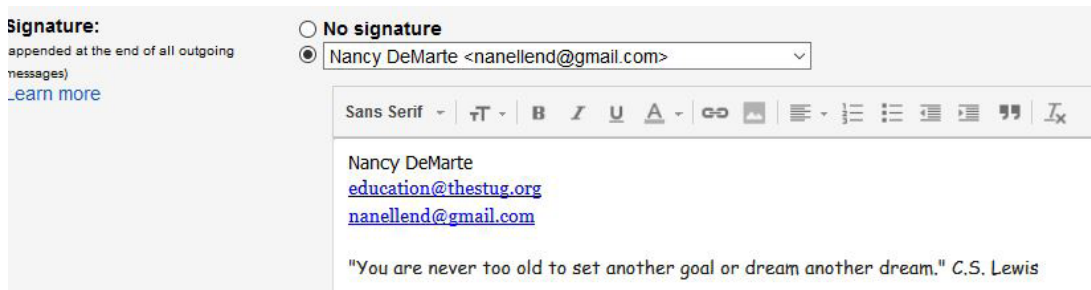 Signature:
(appended at the end of all outgoing
messages)
Learn more
No signature
Nancy DeMarte <nanellend@gmail.com>
Sans Serif
Nancy DeMarte
education@thestug.org
nanellend@gmail.com
"You are never too old to set another goal or dream another dream." C.S. Lewis